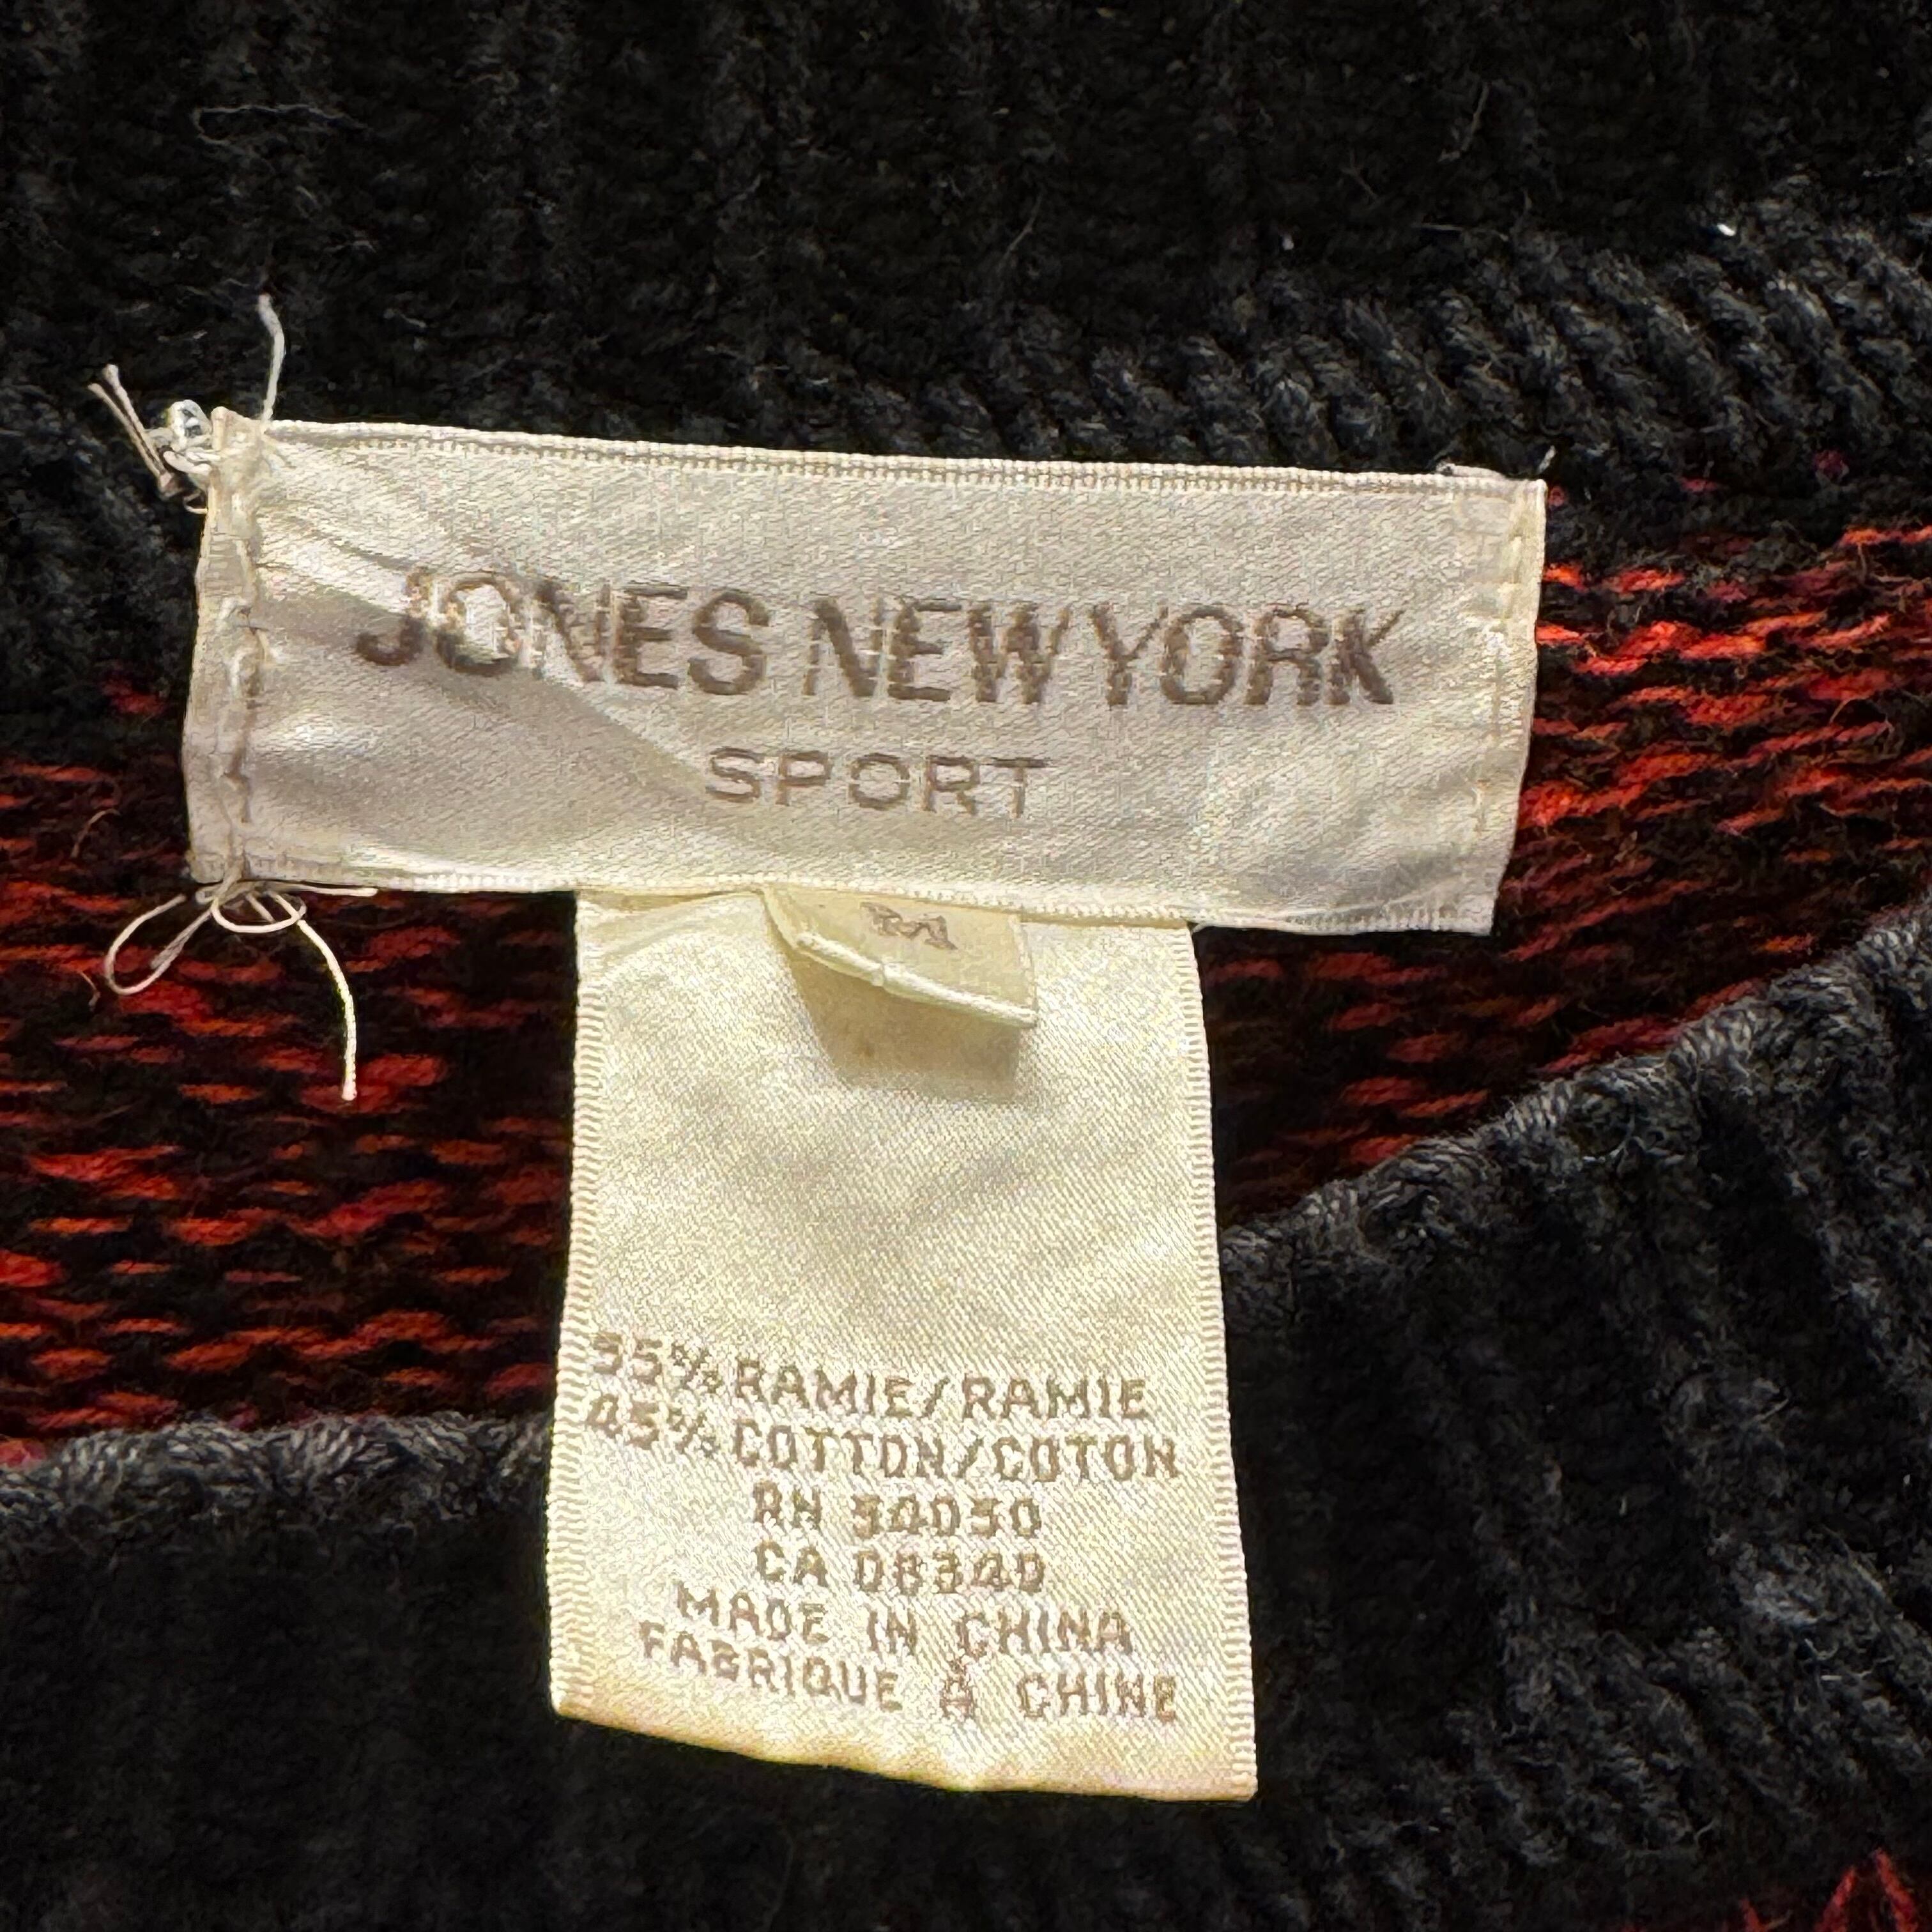 JONES NEW YORK
SPORT
M
55% RAMIE/RAMIE
45% COTTON/COTON
RN 54050
CA 08340
MADE IN CHINA
FABRIQUE À CHINE